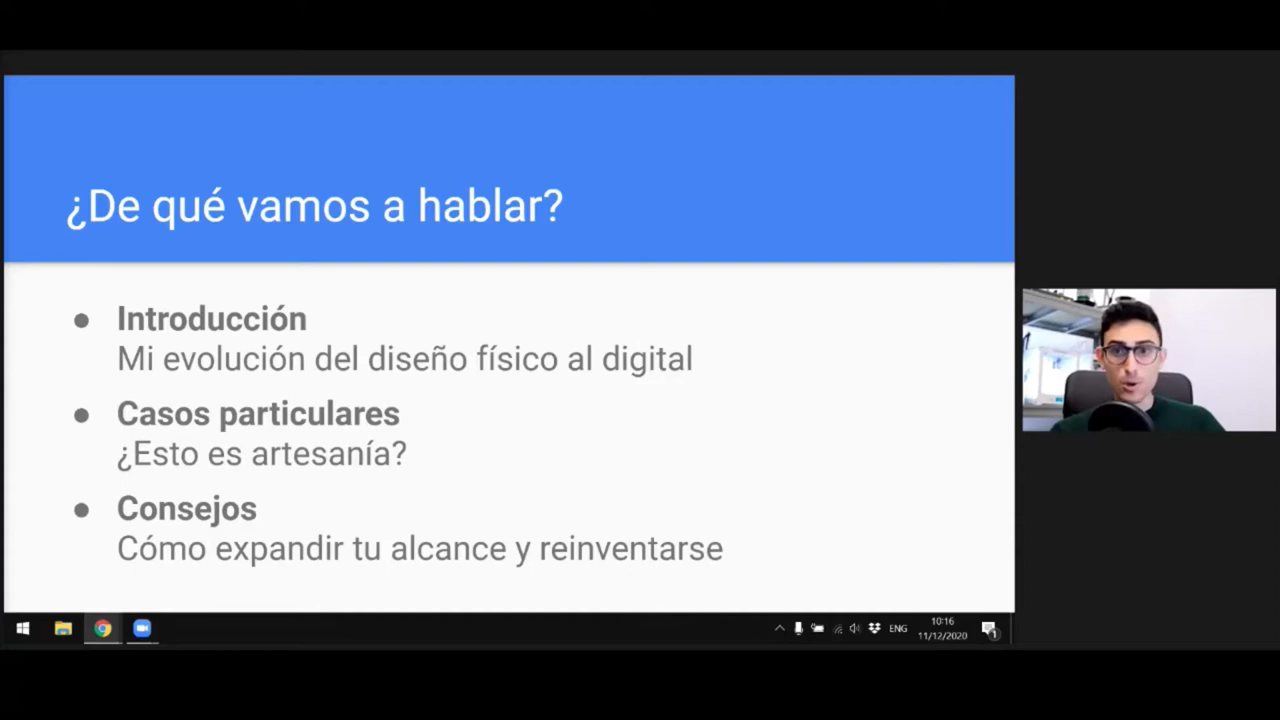 ¿De qué vamos a hablar?
● Introducción
Mi evolución del diseño físico al digital
● Casos particulares
¿Esto es artesanía?
● Consejos
Cómo expandir tu alcance y reinventarse
ENG
10:16
11/12/2020
1